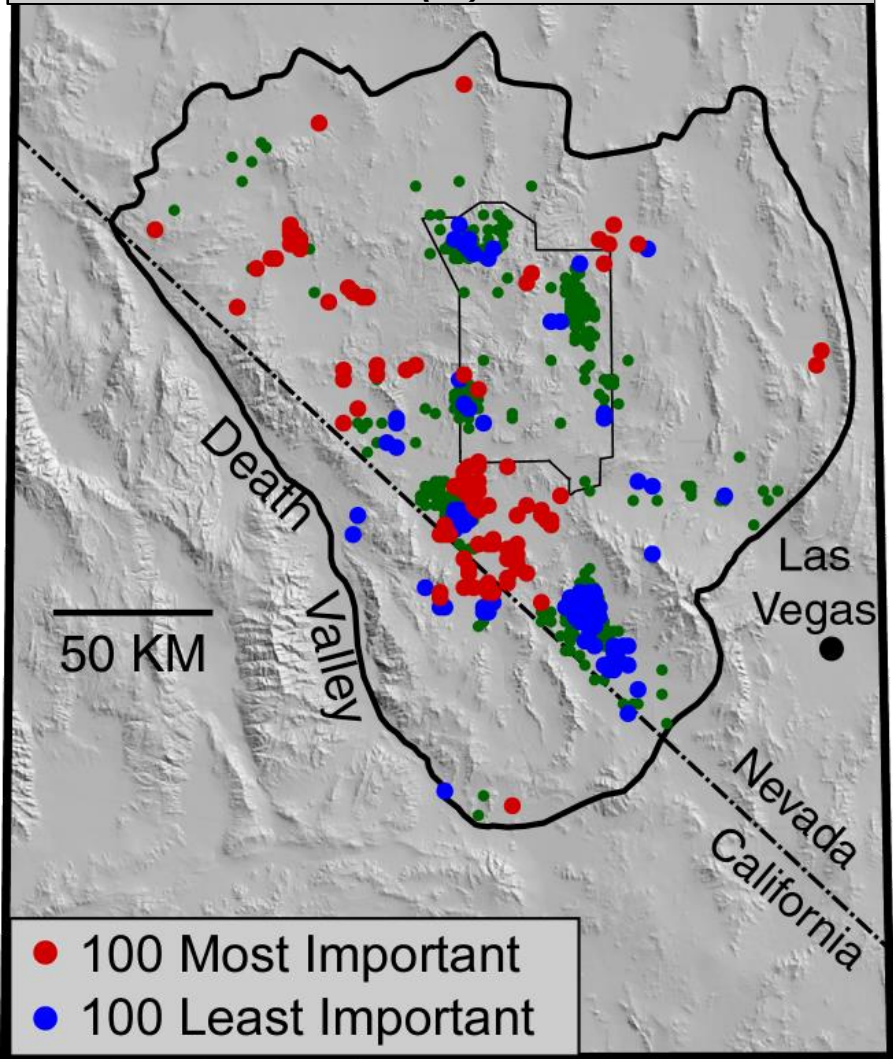 Death
Valley
Las
Vegas
50 KM
Nevada
California
100 Most Important
100 Least Important